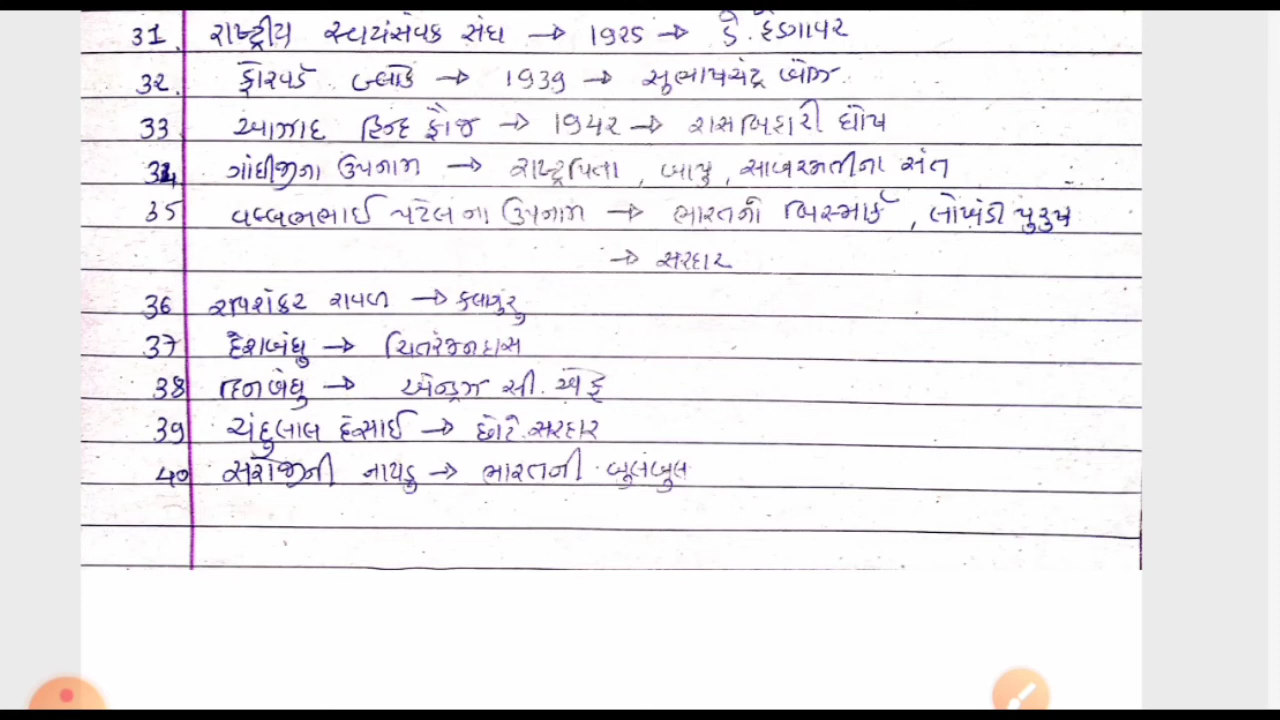 31. રાષ્ટ્રીય સ્વયંસેવક સંઘ → 1925 → ડૉ. હેડગાવર
32. ફોરવર્ડ બ્લોક → 1939 → સુભાષચંદ્ર બોઝ
33. આઝાદ હિન્દ ફૌજ → 1942 → રાસબિહારી ઘોષ
34 ગાંધીજીના ઉપનામ → રાષ્ટ્રપિતા, બાપુ, સાબરમતીના સંત
35 વલ્લભભાઈ પટેલ ના ઉપનામ → ભારતની બિસ્માર્ક, લોખંડી પુરુષ
→ સરદાર
36 રવિશંકર રાવળ → કલાગુરુ
37 દેશબંધુ → ચિતરંજનદાસ
38 દિનબંધુ → એન્ડ્રુઝ સી. એફ
39 ચંદુલાલ દેસાઈ → છોટે સરદાર
40 સરોજીની નાયડુ → ભારતની બુલબુલ